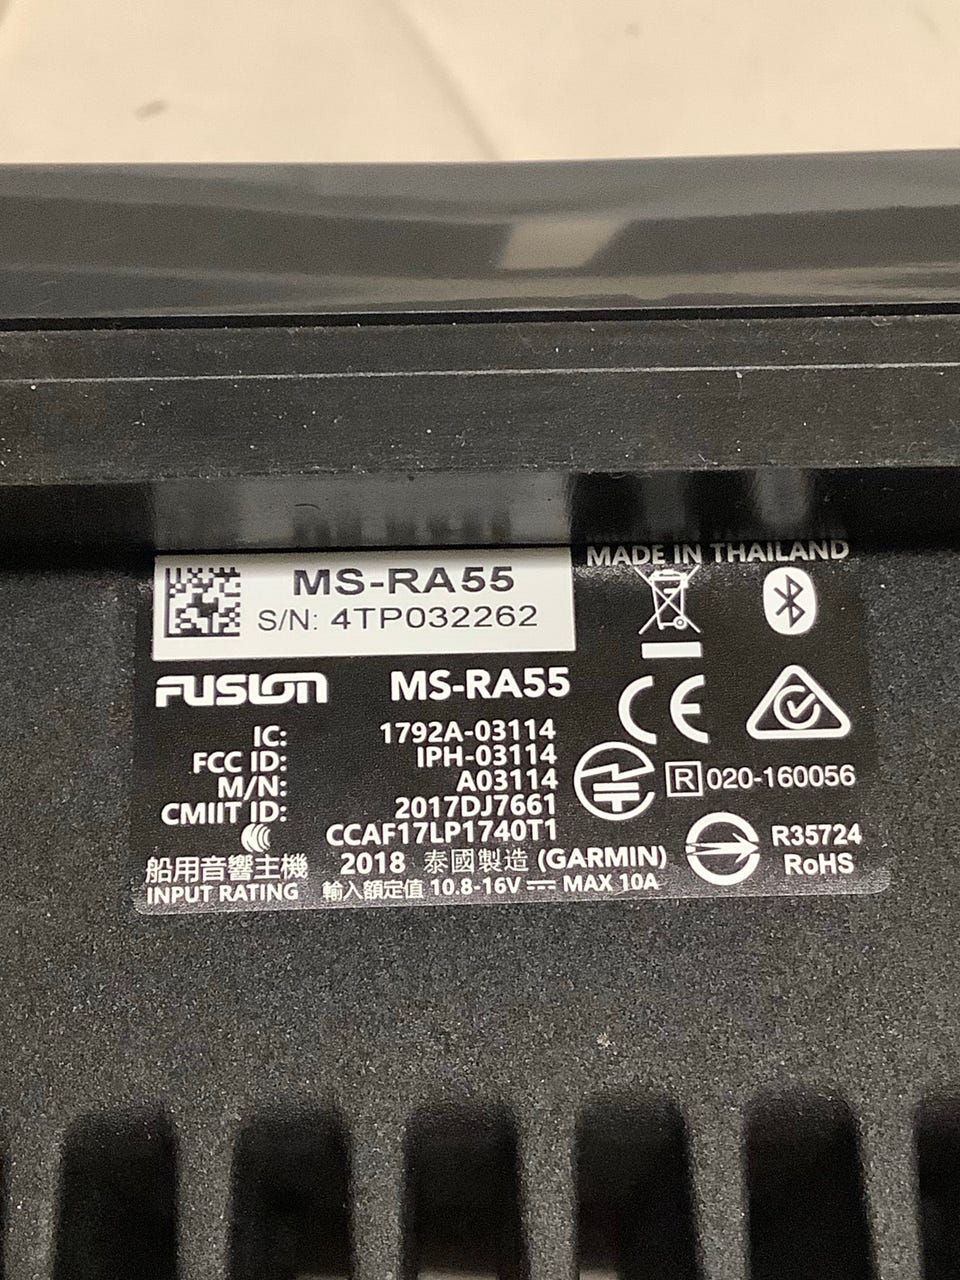 MADE IN THAILAND
MS-RA55
S/N: 4TP032262
FUSION MS-RA55
IC: 1792A-03114
FCC ID: IPH-03114
M/N: A03114
CMIIT ID: 2017DJ7661
CCAF17LP1740T1
R 020-160056
船用音響主機 2018 泰國製造 (GARMIN)
INPUT RATING 輸入額定值 10.8-16V MAX 10A
CE
R35724
RoHS